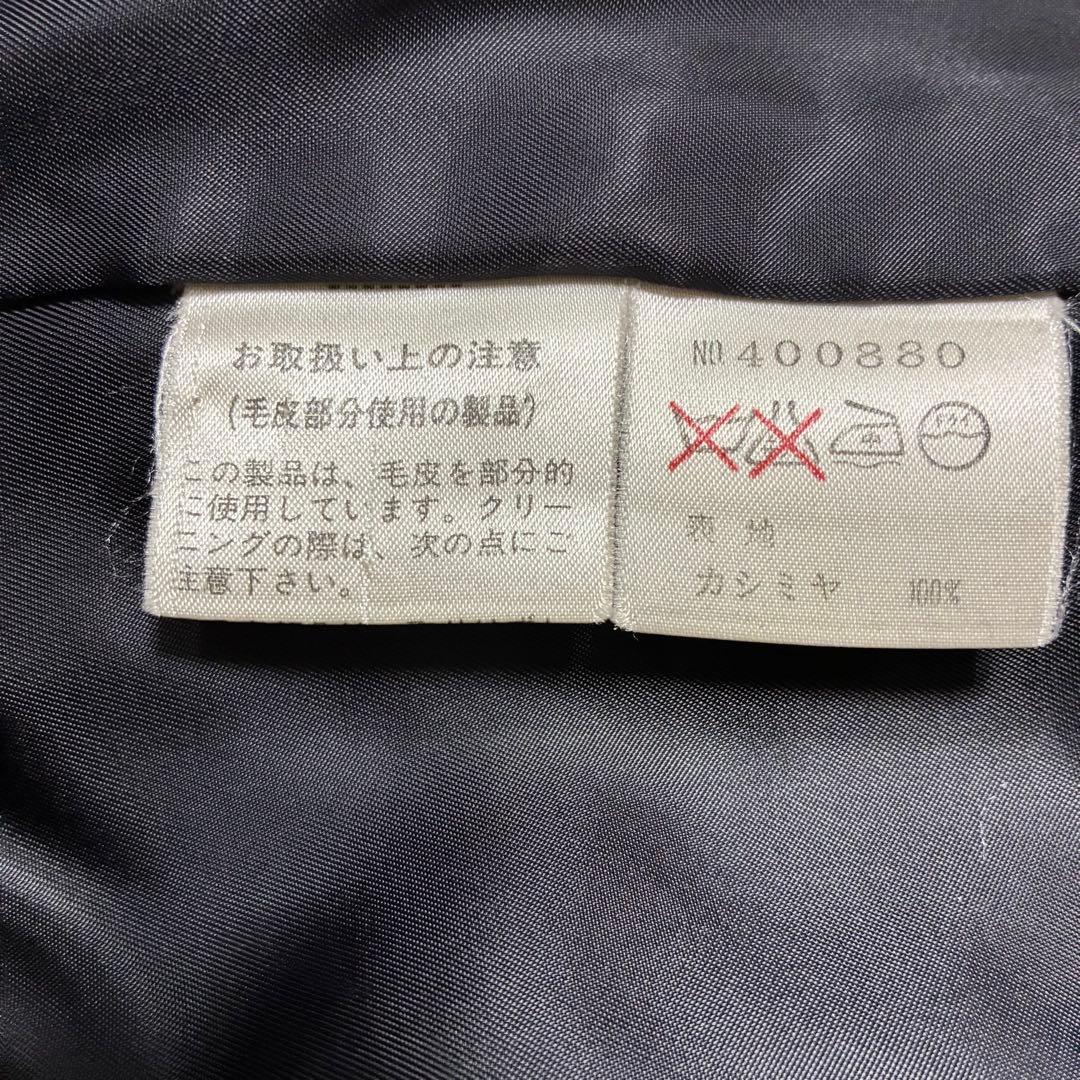 お取扱い上の注意
(毛皮部分使用の製品)
この製品は、毛皮を部分的
に使用しています。クリー
ニングの際は、次の点にご
注意下さい。
NO 400880
中
表地
カシミヤ 100%